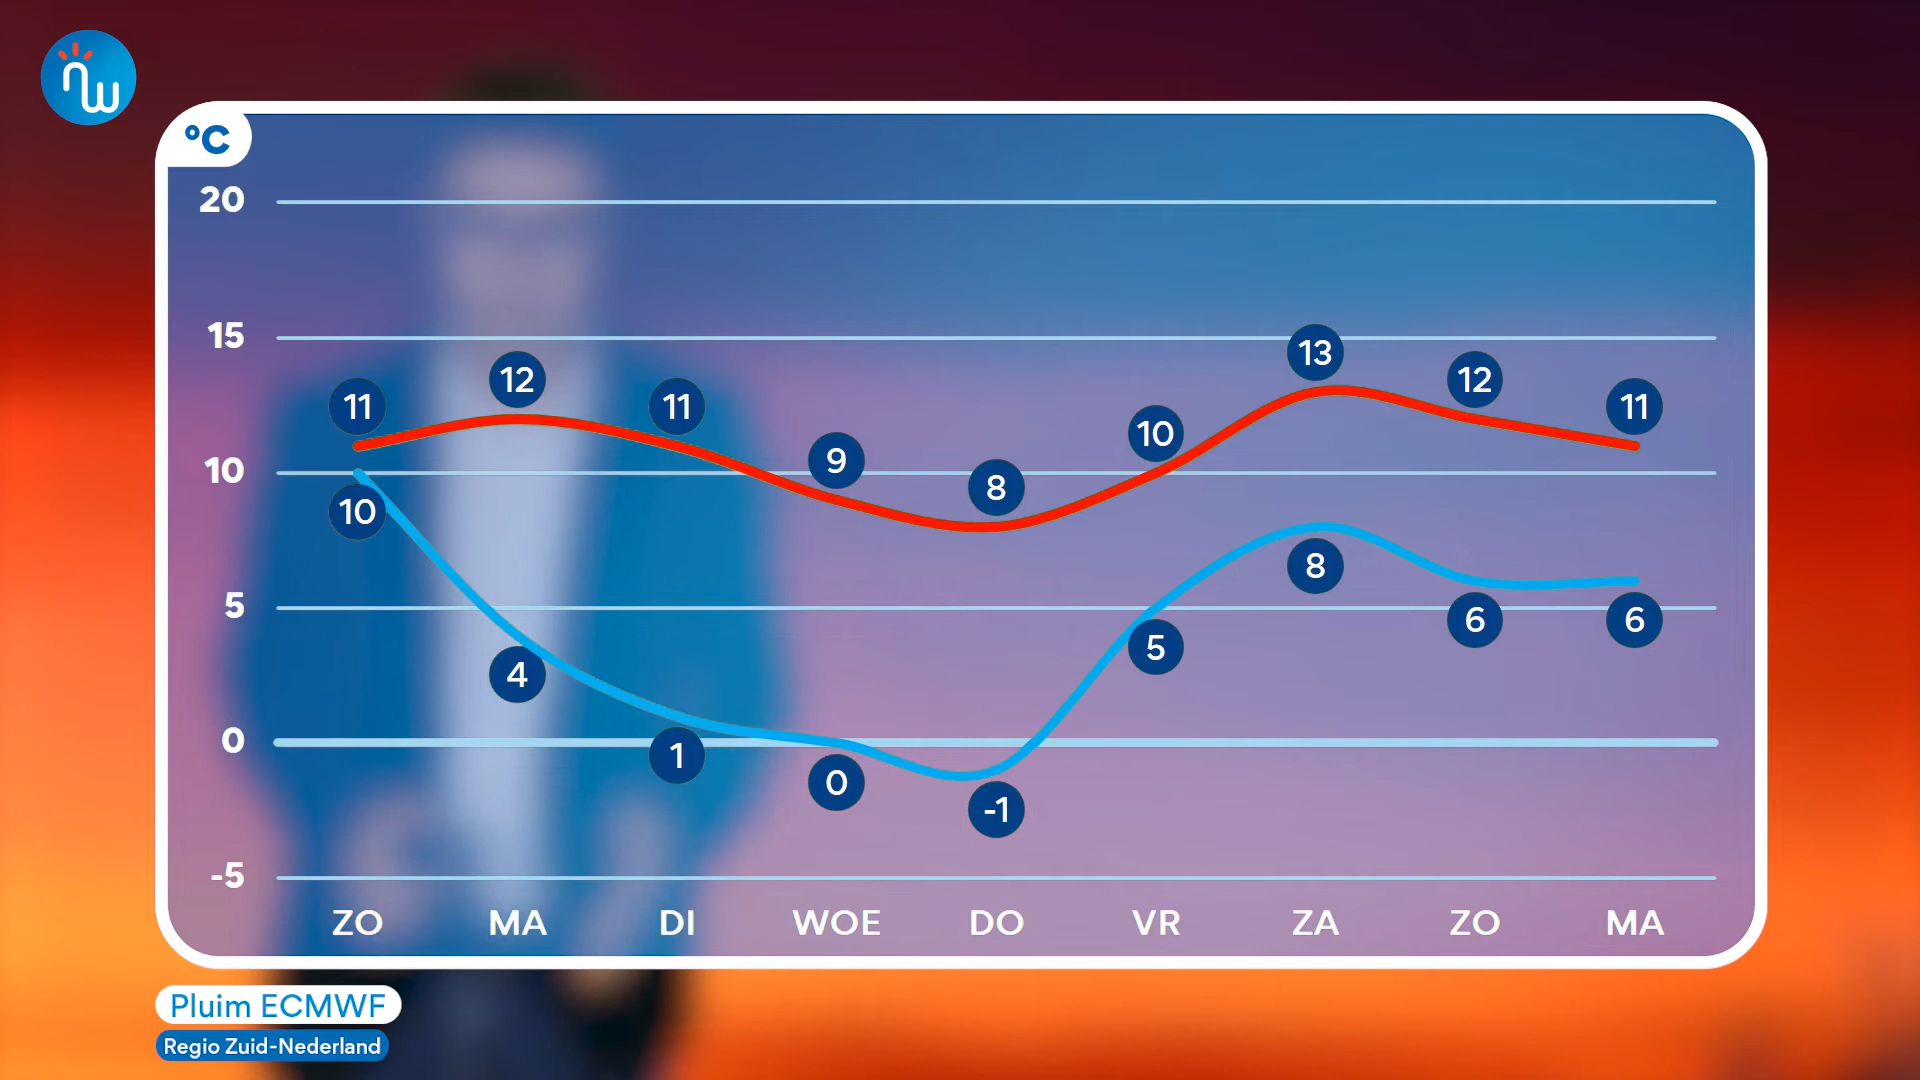 nw
°C
20
15
10
5
0
-5
11 12 11 9 8 10 13 12 11
10 4 1 0 -1 5 8 6 6
ZO MA DI WOE DO VR ZA ZO MA
Pluim ECMWF
Regio Zuid-Nederland